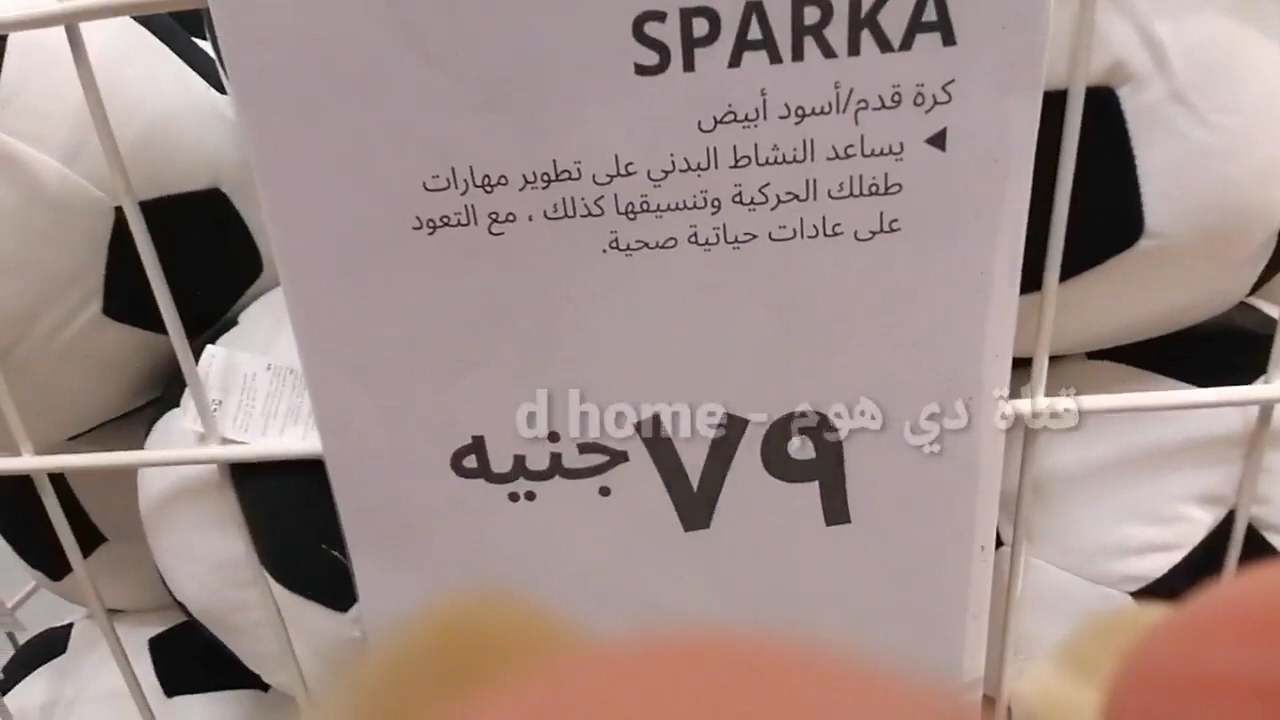 SPARKA
كرة قدم/أسود أبيض
◀ يساعد النشاط البدني على تطوير مهارات
طفلك الحركية وتنسيقها كذلك ، مع التعود
على عادات حياتية صحية.
قناة دي هوم - d home
٧٩جنيه